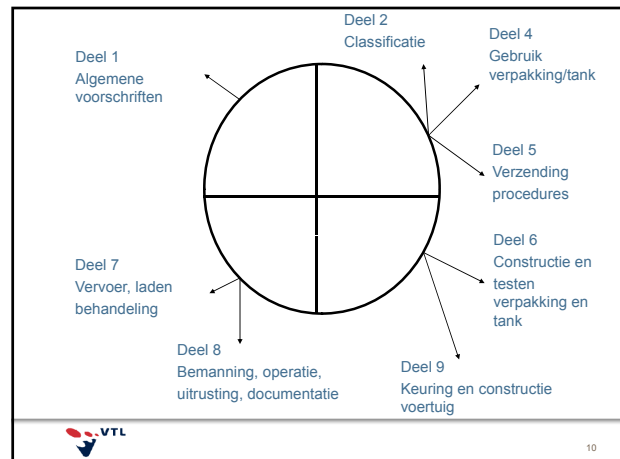 Deel 1
Algemene
voorschriften
Deel 2
Classificatie
Deel 4
Gebruik
verpakking/tank
Deel 5
Verzending
procedures
Deel 6
Constructie en
testen
verpakking en
tank
Deel 7
Vervoer, laden
behandeling
Deel 8
Bemanning, operatie,
uitrusting, documentatie
Deel 9
Keuring en constructie
voertuig
VTL
10